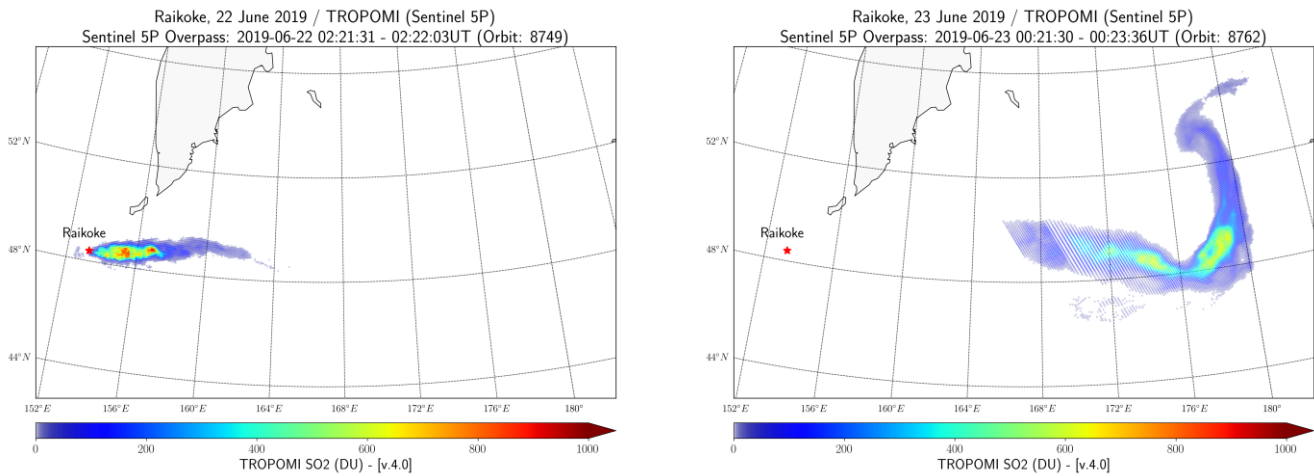 Raikoke, 22 June 2019 / TROPOMI (Sentinel 5P)
Sentinel 5P Overpass: 2019-06-22 02:21:31 - 02:22:03UT (Orbit: 8749)
52°N
Raikoke
48°N
44°N
152°E 156°E 160°E 164°E 168°E 172°E 176°E 180°
0 200 400 600 800 1000
TROPOMI SO2 (DU) - [v.4.0]
Raikoke, 23 June 2019 / TROPOMI (Sentinel 5P)
Sentinel 5P Overpass: 2019-06-23 00:21:30 - 00:23:36UT (Orbit: 8762)
52°N
Raikoke
48°N
44°N
152°E 156°E 160°E 164°E 168°E 172°E 176°E 180°
0 200 400 600 800 1000
TROPOMI SO2 (DU) - [v.4.0]